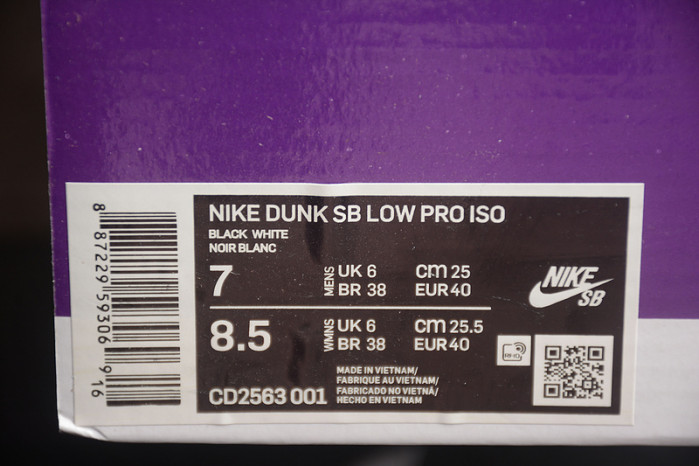 8 87229 59306 9 16
NIKE DUNK SB LOW PRO ISO
BLACK WHITE
NOIR BLANC
7
MENS
UK 6
cm 25
BR 38
EUR 40
8.5
WMNS
UK 6
cm 25.5
BR 38
EUR 40
NIKE
SB
RFID
CD2563 001
MADE IN VIETNAM/
FABRIQUE AU VIETNAM/
FABRICADO NO VIETNÃ/
HECHO EN VIETNAM